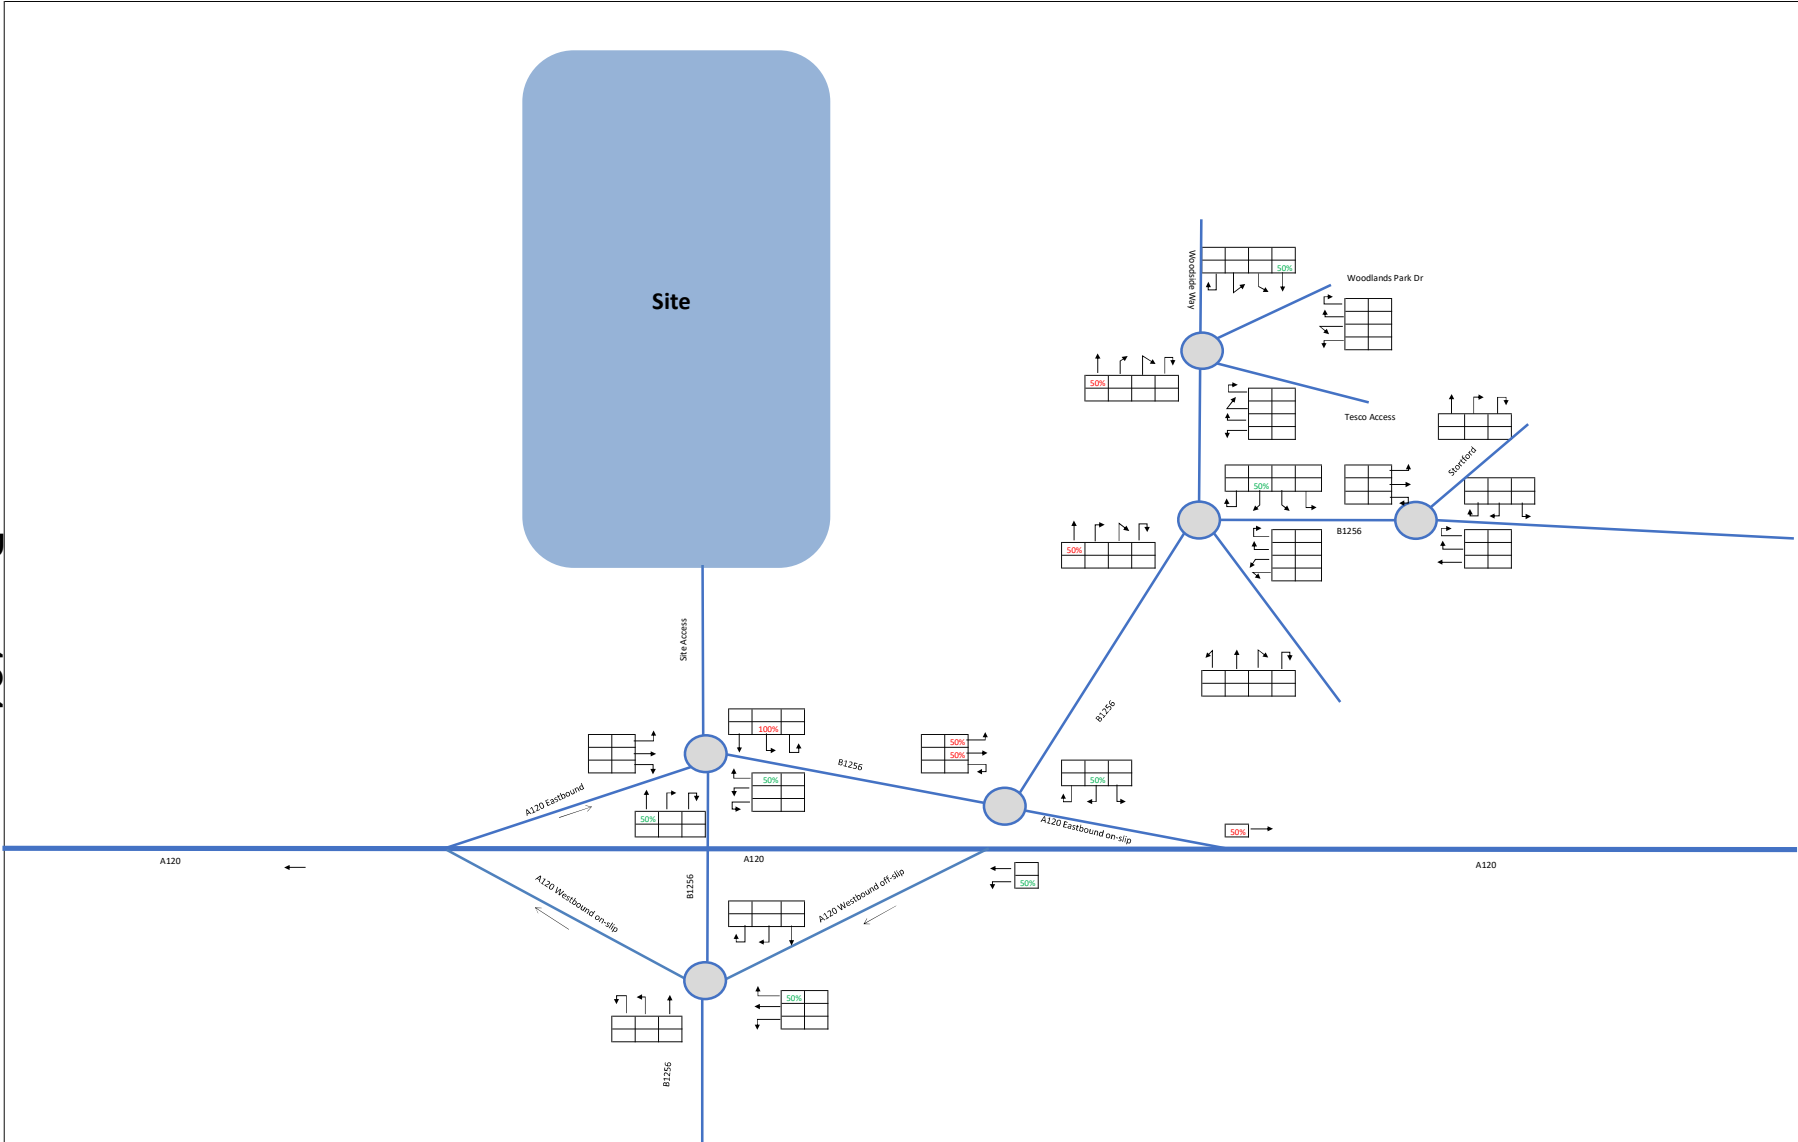 Woodside Way
50%
Woodlands Park Dr
Site
50%
Tesco Access
Stortford
50%
B1256
50%
Site Access
B1256
100%
50%
50%
B1256
50%
50%
A120 Eastbound
50%
A120 Eastbound on-slip
50%
A120
A120
A120
50%
A120 Westbound on-slip
B1256
A120 Westbound off-slip
50%
B1256